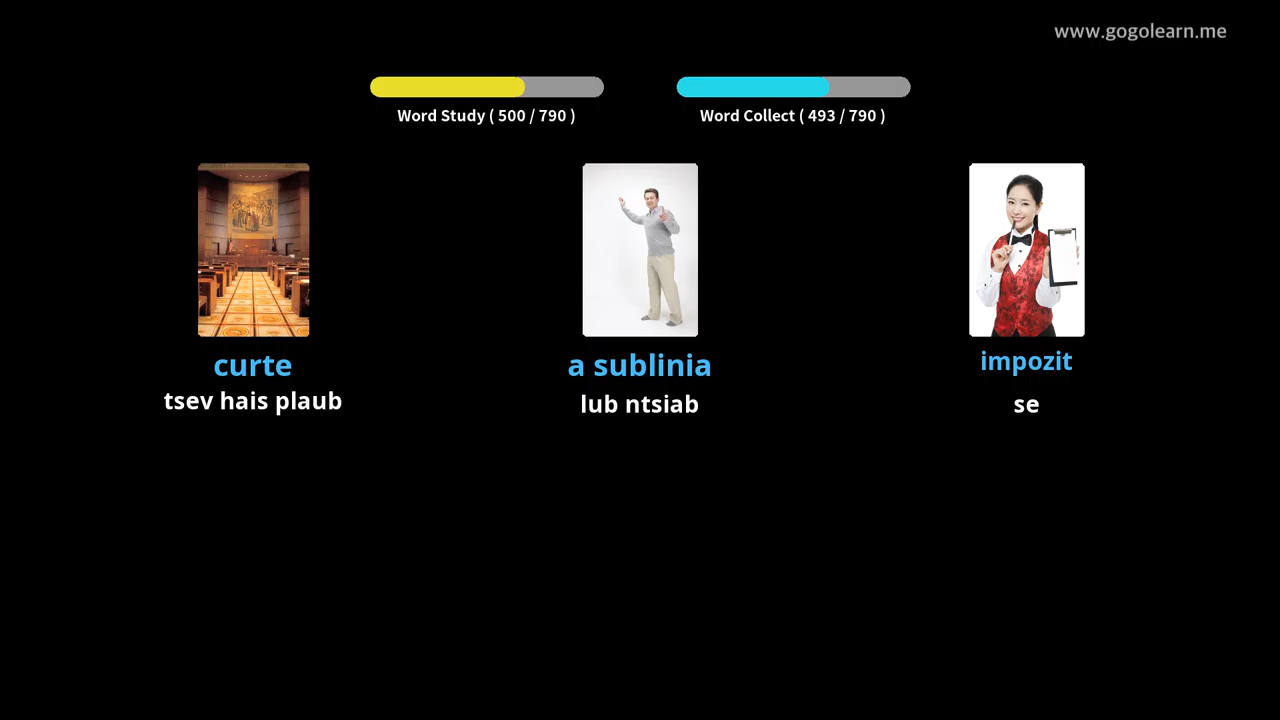 www.gogolearn.me
Word Study ( 500 / 790 )
Word Collect ( 493 / 790 )
curte
tsev hais plaub
a sublinia
lub ntsiab
impozit
se